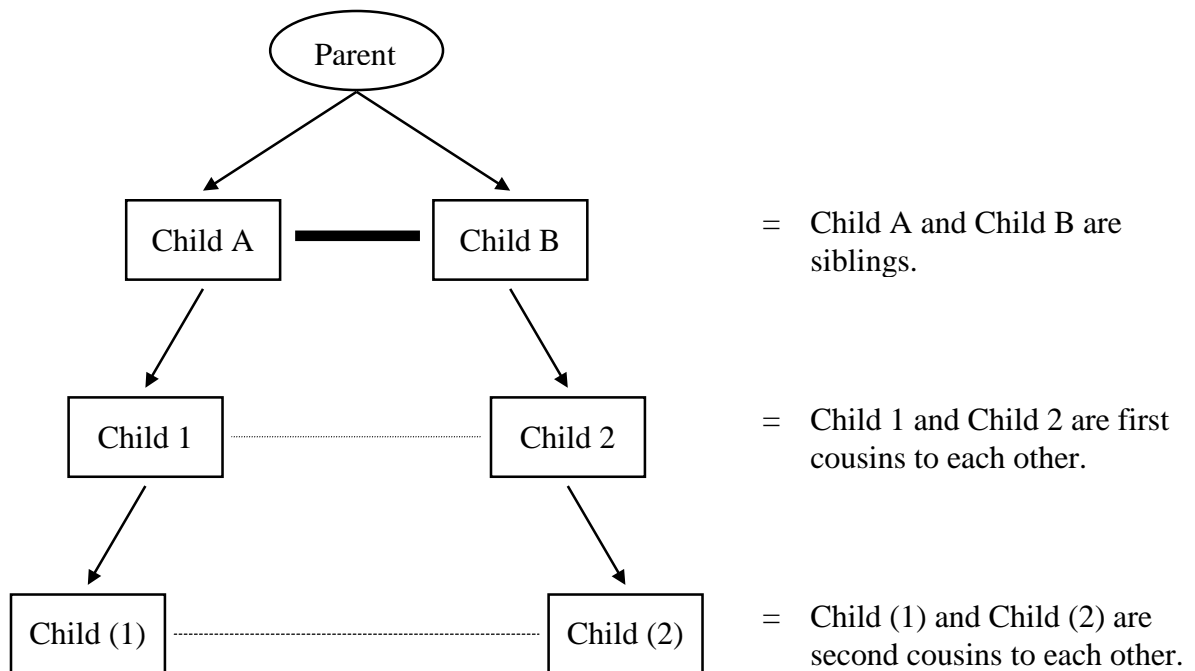 Parent
Child A
Child B
= Child A and Child B are
siblings.
Child 1
Child 2
= Child 1 and Child 2 are first
cousins to each other.
Child (1)
Child (2)
= Child (1) and Child (2) are
second cousins to each other.